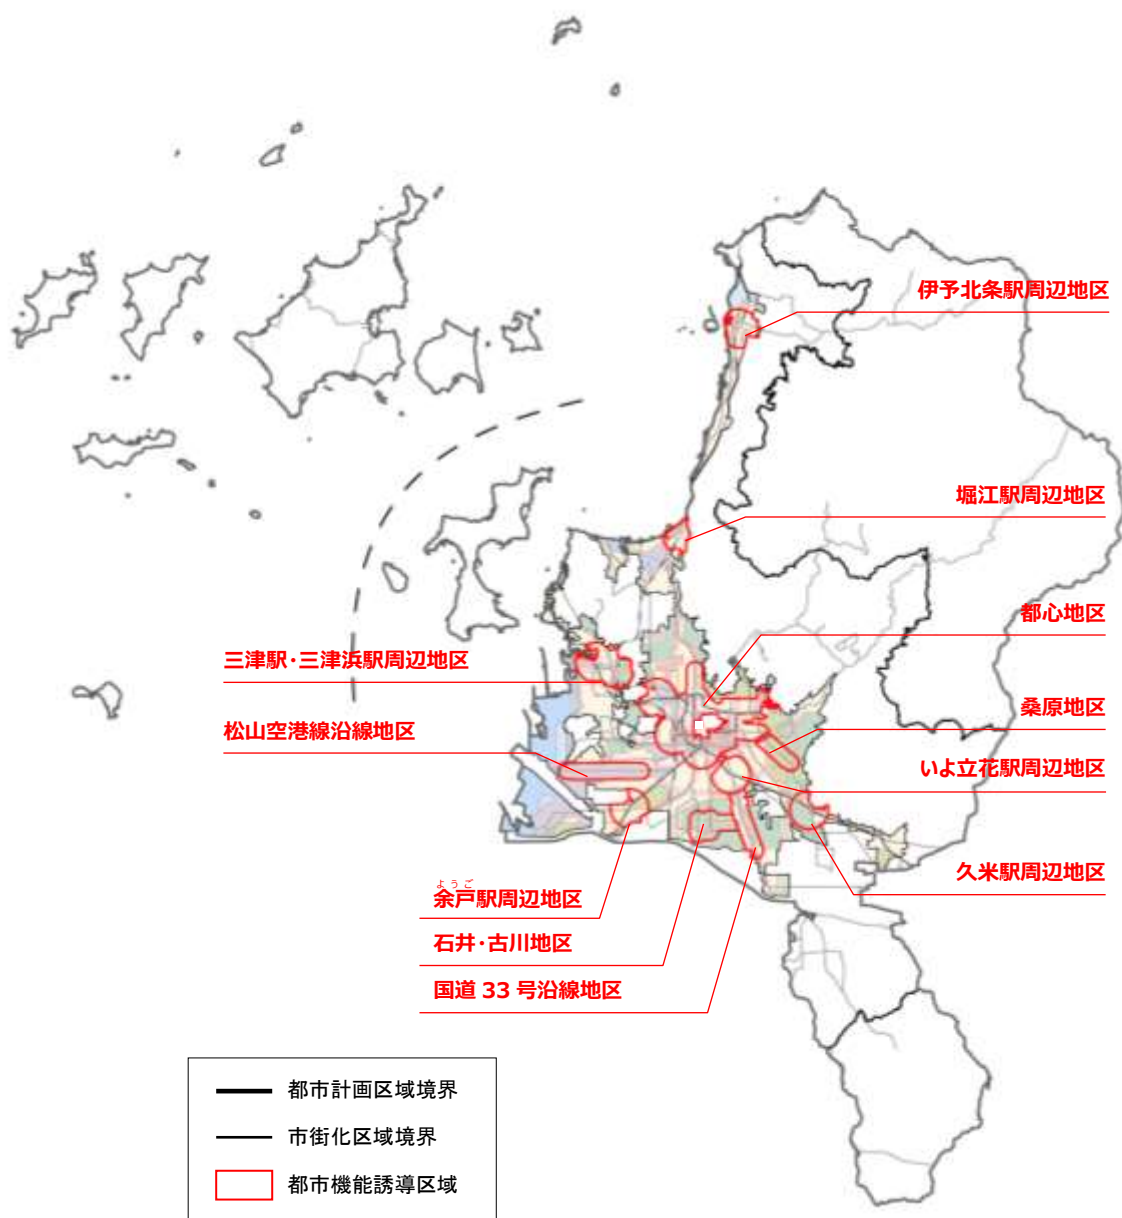 伊予北条駅周辺地区
堀江駅周辺地区
都心地区
三津駅・三津浜駅周辺地区
桑原地区
松山空港線沿線地区
いよ立花駅周辺地区
久米駅周辺地区
ようご
余戸駅周辺地区
石井・古川地区
国道 33 号沿線地区
都市計画区域境界
市街化区域境界
都市機能誘導区域